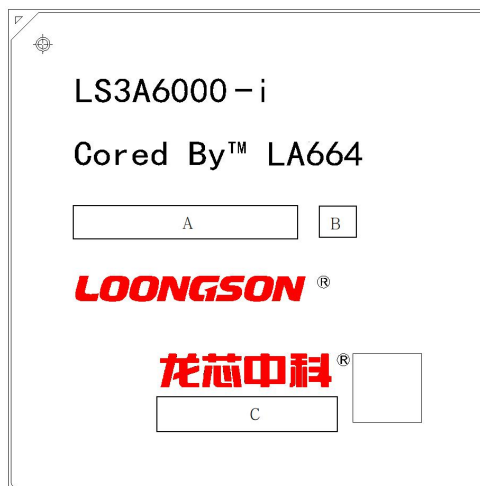 LS3A6000-i
Cored By™ LA664
A B
LOONGSON ®
龙芯中科®
C